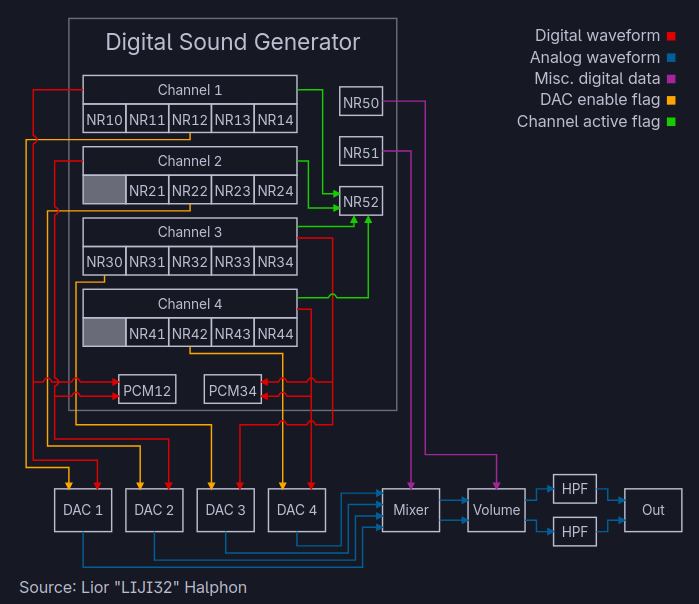 Digital Sound Generator
Digital waveform
Analog waveform
Misc. digital data
DAC enable flag
Channel active flag
Channel 1
NR10 NR11 NR12 NR13 NR14
NR50
NR51
Channel 2
NR21 NR22 NR23 NR24
NR52
Channel 3
NR30 NR31 NR32 NR33 NR34
Channel 4
NR41 NR42 NR43 NR44
PCM12 PCM34
DAC 1 DAC 2 DAC 3 DAC 4 Mixer Volume
HPF
HPF
Out
Source: Lior "LIJI32" Halphon